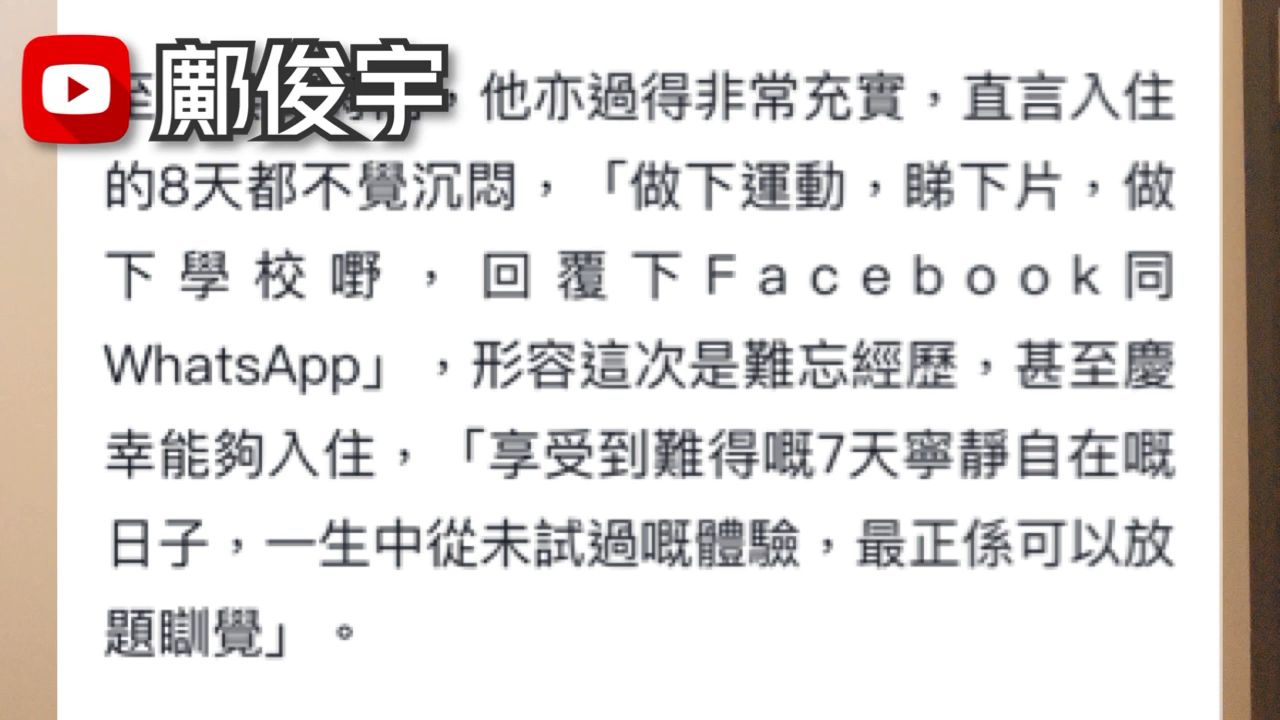 鄺俊宇
，他亦過得非常充實，直言入住
的8天都不覺沉悶，「做下運動，睇下片，做
下學校嘢，回覆下Facebook同
WhatsApp」，形容這次是難忘經歷，甚至慶
幸能夠入住，「享受到難得嘅7天寧靜自在嘅
日子，一生中從未試過嘅體驗，最正係可以放
題瞓覺」。